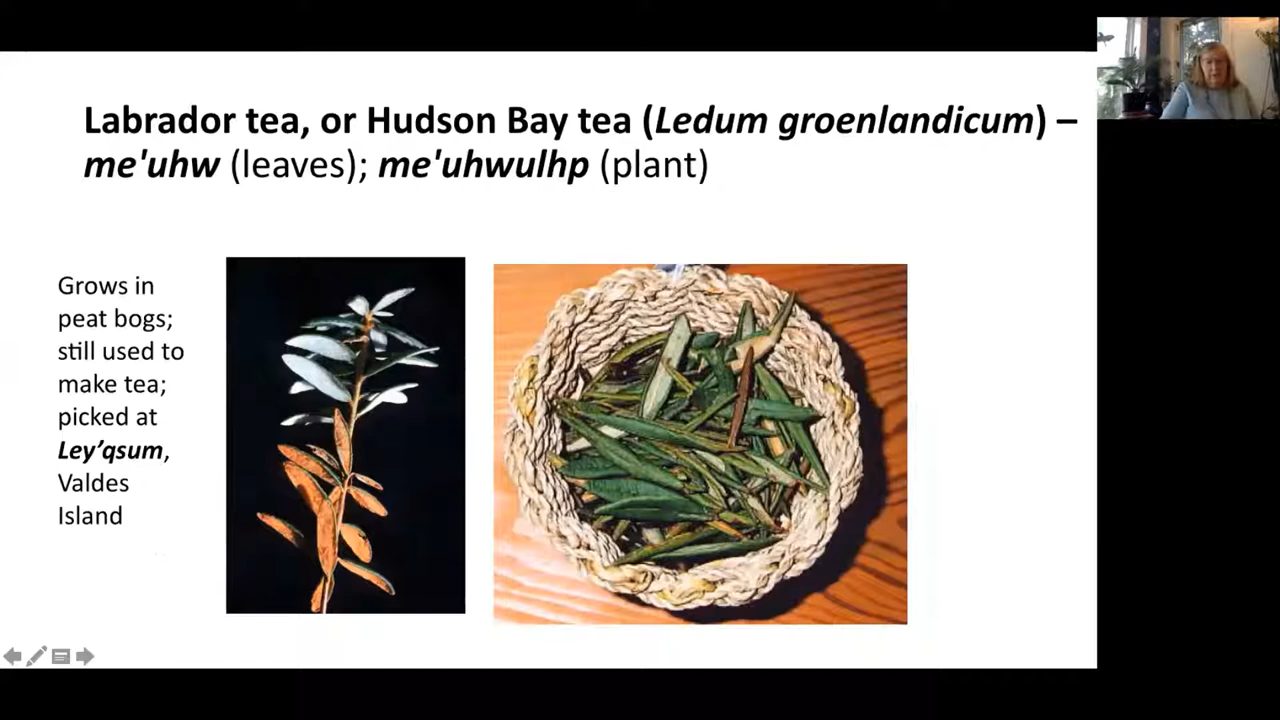 Labrador tea, or Hudson Bay tea (Ledum groenlandicum) –
me'uhw (leaves); me'uhwulhp (plant)
Grows in
peat bogs;
still used to
make tea;
picked at
Ley’qsum,
Valdes
Island